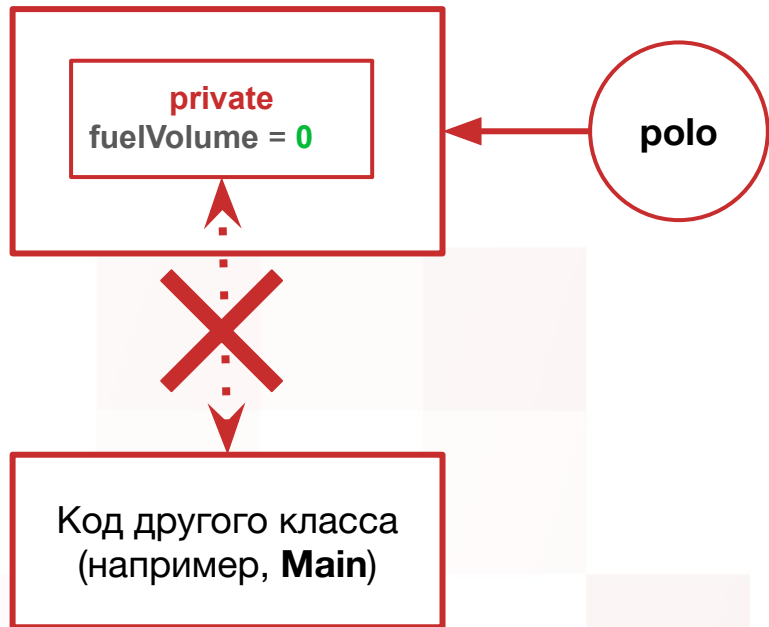 private
fuelVolume = 0
polo
Код другого класса
(например, Main)